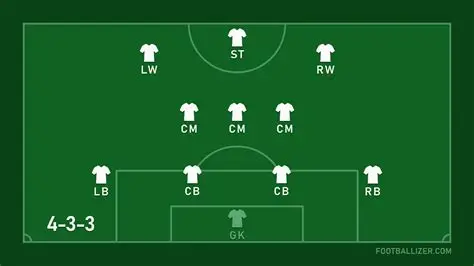 ST
LW
RW
CM CM CM
LB
CB
CB
RB
4-3-3
GK
FOOTBALLIZER.COM